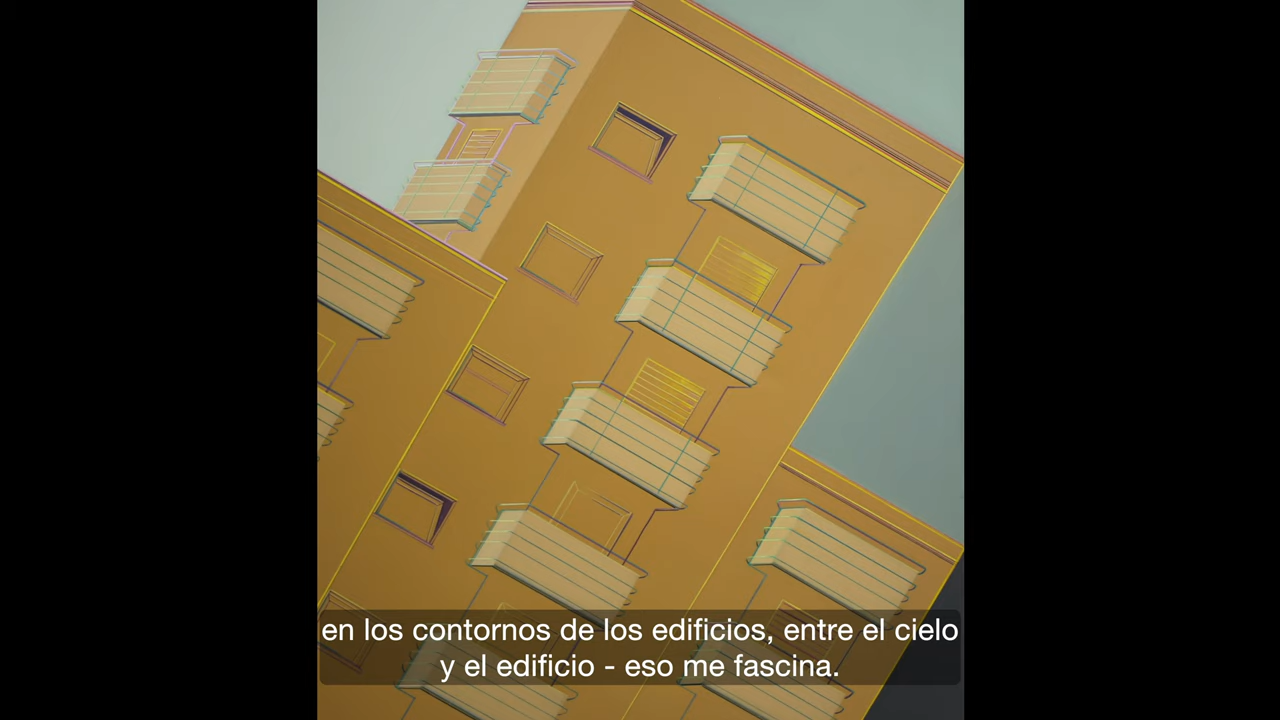 en los contornos de los edificios, entre el cielo
y el edificio - eso me fascina.